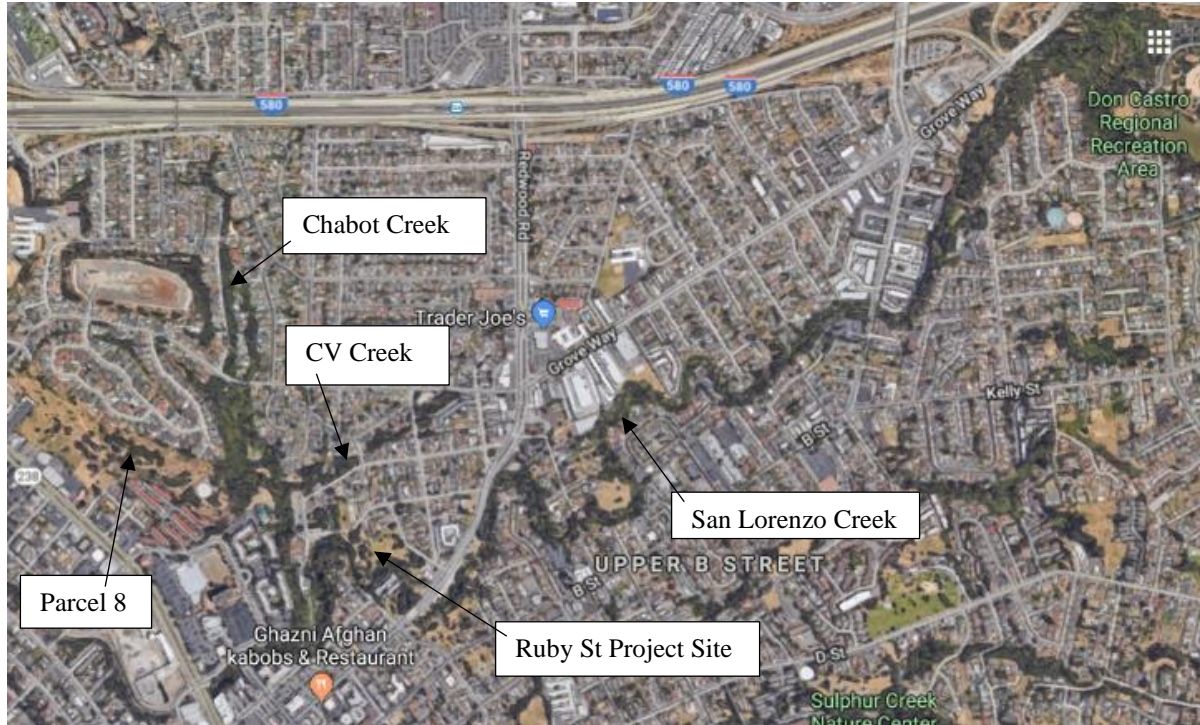 580
580
580
Grove Way
Don Castro
Regional
Recreation
Area
Redwood Rd
Chabot Creek
Trader Joe's
CV Creek
Grove Way
Kelly St
B St
238
San Lorenzo Creek
UPPER B STREET
Parcel 8
B St
Ghazni Afghan
kabobs & Restaurant
Ruby St Project Site
D St
Sulphur Creek
Nature Center